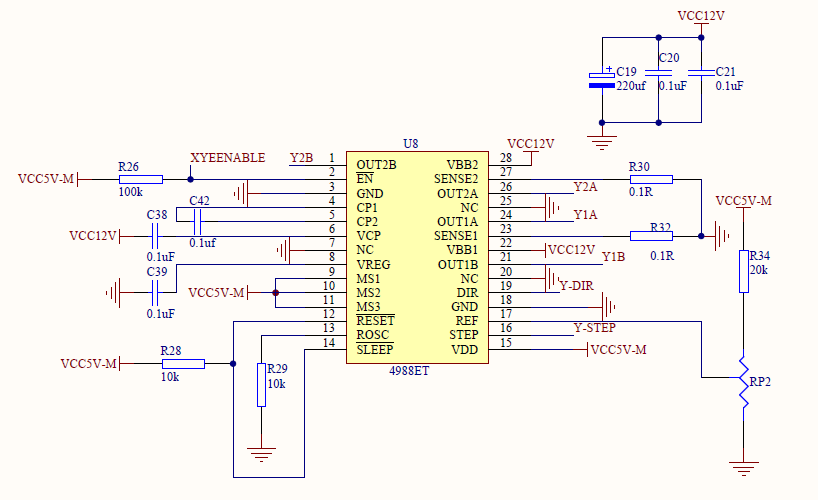 VCC12V
C19
220uf
C20
0.1uF
C21
0.1uF
U8
VCC12V
XYEENABLE
Y2B
1 OUT2B VBB2 28
2 EN SENSE2 27
3 GND OUT2A 26
4 CP1 NC 25
5 CP2 OUT1A 24
6 VCP SENSE1 23
7 NC VBB1 22
8 VREG OUT1B 21
9 MS1 NC 20
10 MS2 DIR 19
11 MS3 GND 18
12 RESET REF 17
13 ROSC STEP 16
14 SLEEP VDD 15
4988ET
VCC5V-M
R26
100k
C42
0.1uf
C38
0.1uF
VCC12V
C39
0.1uF
VCC5V-M
VCC5V-M
R28
10k
R29
10k
R30
0.1R
Y2A
Y1A
R32
0.1R
VCC12V
Y1B
Y-DIR
Y-STEP
VCC5V-M
VCC5V-M
R34
20k
RP2